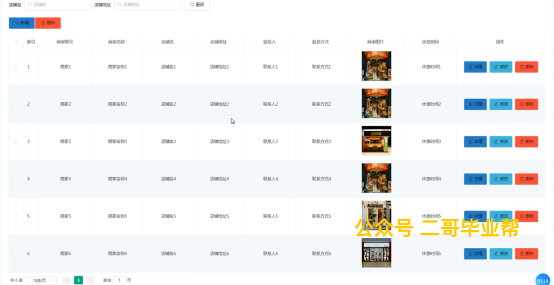 店铺名 店铺名 店铺地址 店铺地址 查询
新增 删除
索引 商家账号 商家名称 店铺名 店铺地址 联系人 联系方式 商家图片 休息时间 操作
1 商家1 商家名称1 店铺名1 店铺地址1 联系人1 联系方式1 休息时间1 详情 修改 删除
2 商家2 商家名称2 店铺名2 店铺地址2 联系人2 联系方式2 休息时间2 详情 修改 删除
3 商家3 商家名称3 店铺名3 店铺地址3 联系人3 联系方式3 休息时间3 详情 修改 删除
4 商家4 商家名称4 店铺名4 店铺地址4 联系人4 联系方式4 休息时间4 详情 修改 删除
5 商家5 商家名称5 店铺名5 店铺地址5 联系人5 联系方式5 休息时间5 详情 修改 删除
公众号 二哥毕业帮
6 商家6 商家名称6 店铺名6 店铺地址6 联系人6 联系方式6 休息时间6 详情 修改 删除
共 6 条 10条/页 1 前往 1 页
00:14